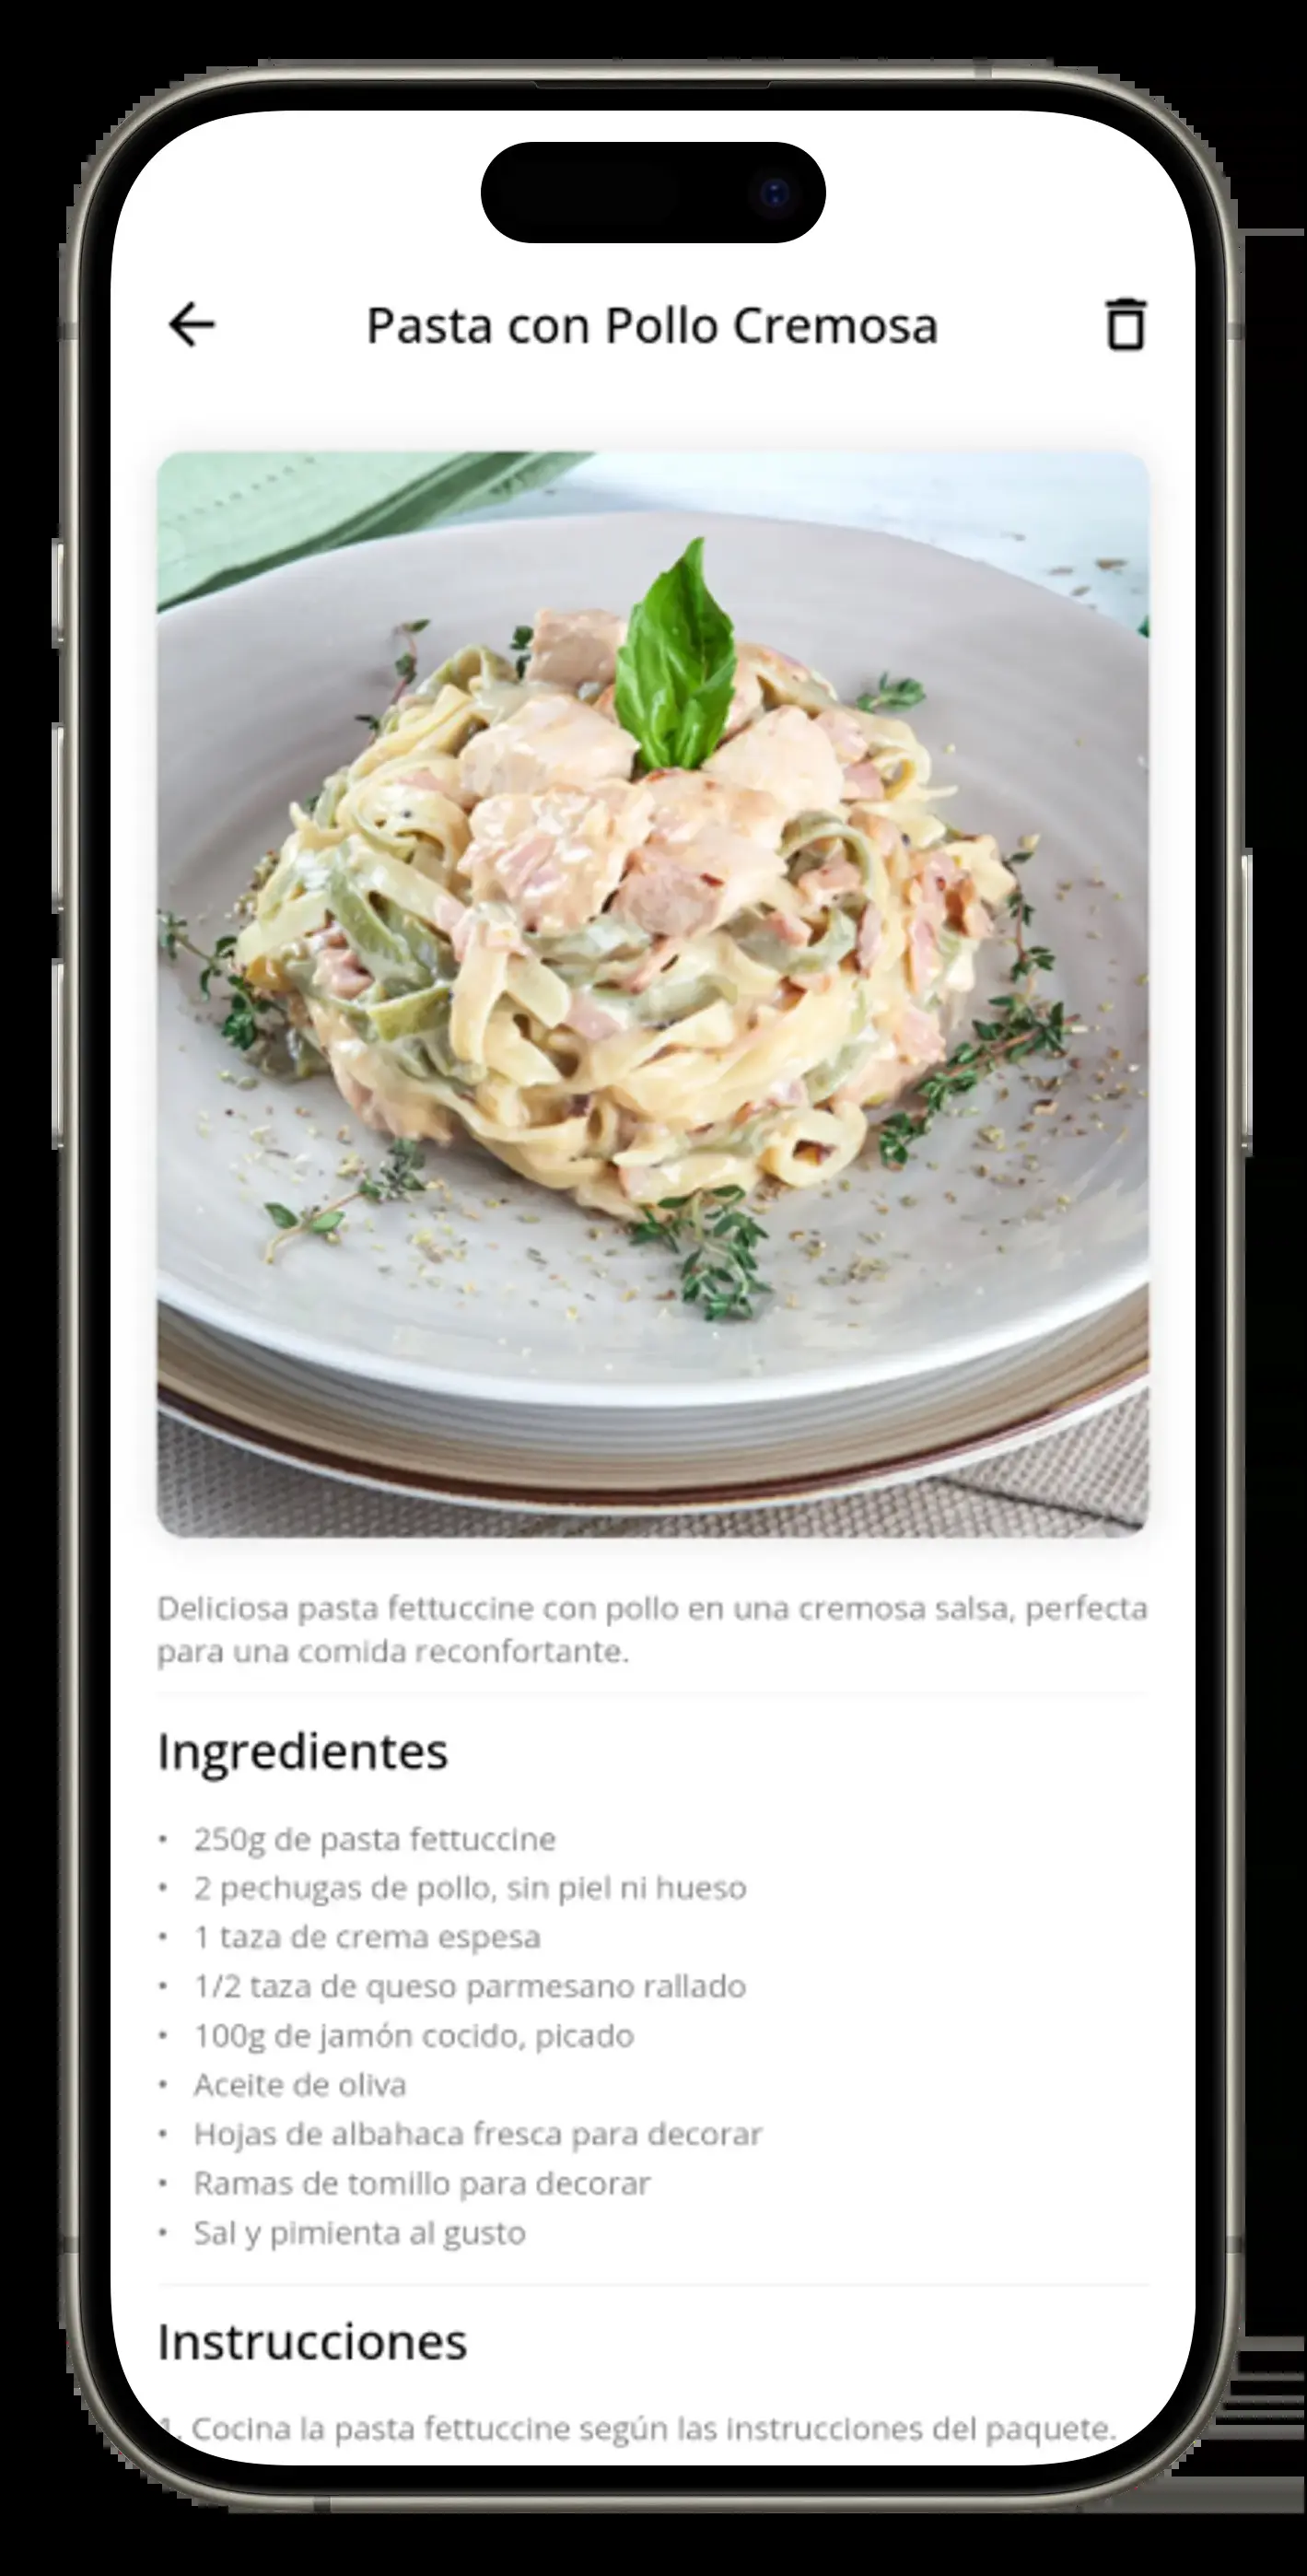 Pasta con Pollo Cremosa
Deliciosa pasta fettuccine con pollo en una cremosa salsa, perfecta
para una comida reconfortante.
Ingredientes
• 250g de pasta fettuccine
• 2 pechugas de pollo, sin piel ni hueso
• 1 taza de crema espesa
• 1/2 taza de queso parmesano rallado
• 100g de jamón cocido, picado
• Aceite de oliva
• Hojas de albahaca fresca para decorar
• Ramas de tomillo para decorar
• Sal y pimienta al gusto
Instrucciones
1. Cocina la pasta fettuccine según las instrucciones del paquete.